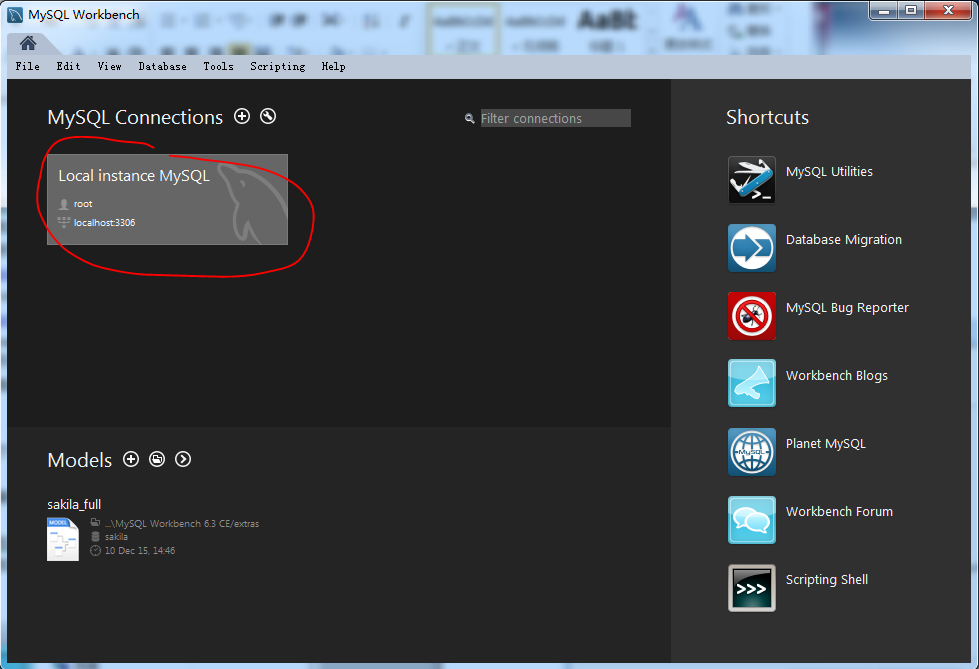 MySQL Workbench
File Edit View Database Tools Scripting Help
MySQL Connections
Filter connections
Local instance MySQL
root
localhost:3306
Models
sakila_full
MODEL
...\MySQL Workbench 6.3 CE/extras
sakila
10 Dec 15, 14:46
Shortcuts
MySQL Utilities
Database Migration
MySQL Bug Reporter
Workbench Blogs
MySQL
Planet MySQL
Workbench Forum
>>>
Scripting Shell